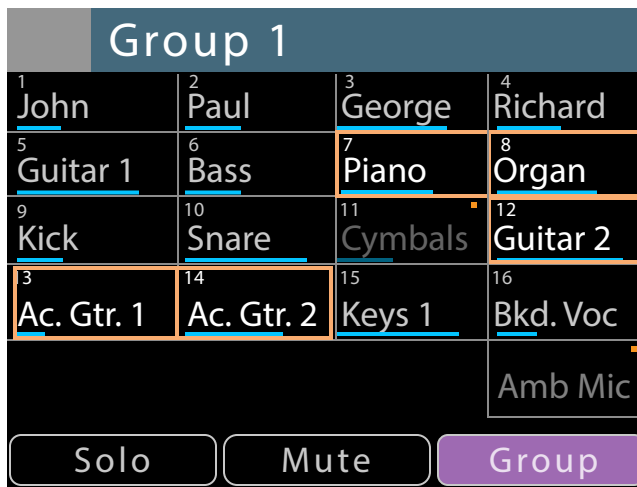 Group 1
1 2 3 4
John Paul George Richard
5 6 7 8
Guitar 1 Bass Piano Organ
9 10 11 12
Kick Snare Cymbals Guitar 2
13 14 15 16
Ac. Gtr. 1 Ac. Gtr. 2 Keys 1 Bkd. Voc
Amb Mic
Solo Mute Group